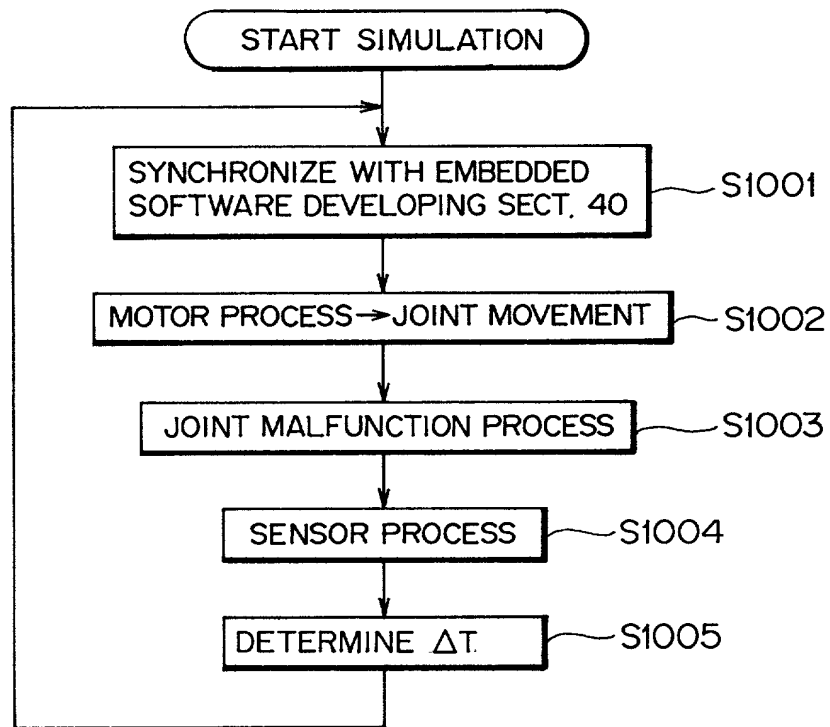 START SIMULATION
SYNCHRONIZE WITH EMBEDDED
SOFTWARE DEVELOPING SECT. 40
S1001
MOTOR PROCESS→JOINT MOVEMENT
S1002
JOINT MALFUNCTION PROCESS
S1003
SENSOR PROCESS
S1004
DETERMINE ΔT.
S1005